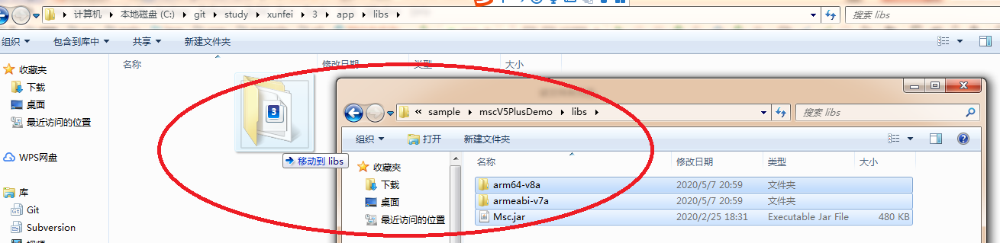 计算机 本地磁盘 (C:) git study xunfei 3 app libs 搜索 libs
组织 包含到库中 共享 新建文件夹
名称 修改日期 类型 大小
收藏夹
下载
桌面
最近访问的位置
WPS网盘
库
Git
Subversion
3
移动到 libs
« sample mscV5PlusDemo libs 搜索 libs
组织 打开 新建文件夹
收藏夹
下载
桌面
最近访问的位置
名称 修改日期 类型 大小
arm64-v8a 2020/5/7 20:59 文件夹
armeabi-v7a 2020/5/7 20:59 文件夹
Msc.jar 2020/2/25 18:31 Executable Jar File 480 KB